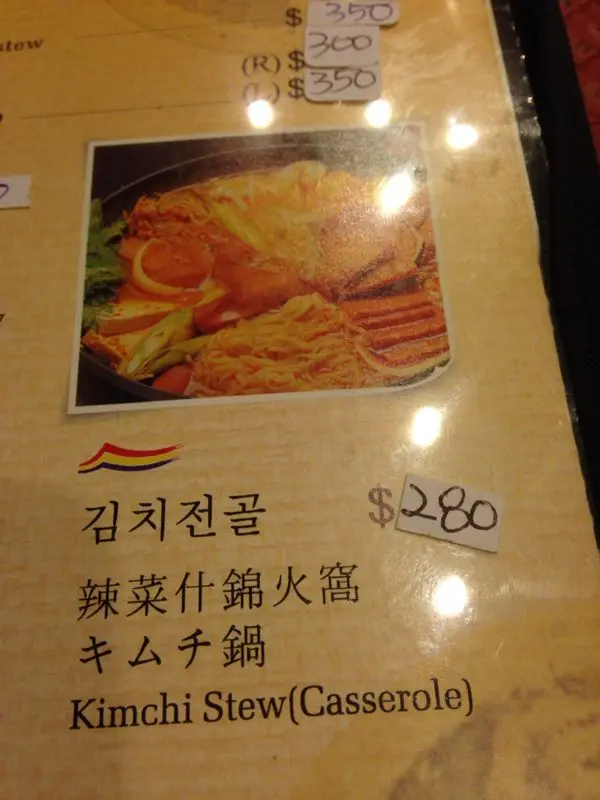 $ 350
stew
(R) $ 300
(L) $ 350
김치전골 $ 280
辣菜什錦火窩
キムチ鍋
Kimchi Stew(Casserole)